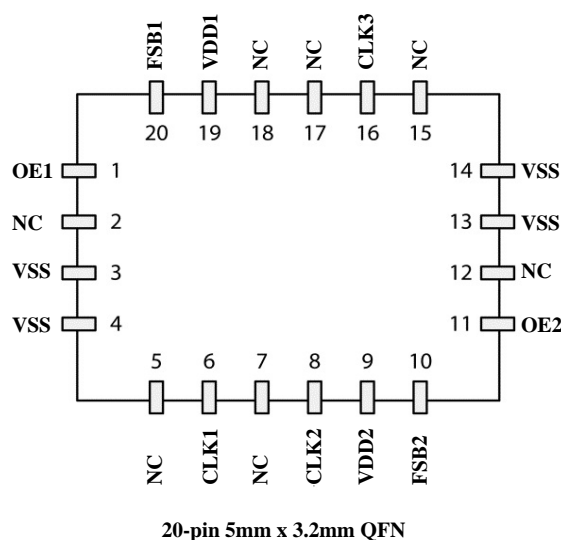 FSB1 VDD1 NC NC CLK3 NC
20 19 18 17 16 15
OE1 1 14 VSS
NC 2 13 VSS
VSS 3 12 NC
VSS 4 11 OE2
5 6 7 8 9 10
NC CLK1 NC CLK2 VDD2 FSB2
20-pin 5mm x 3.2mm QFN